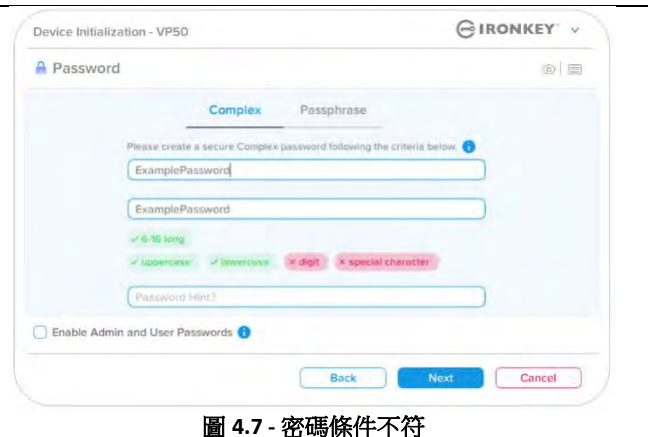 Device Initialization - VP50
IRONKEY
Password
Complex Passphrase
Please create a secure Complex password following the criteria below.
ExamplePassword
ExamplePassword
✓ 6-16 long
✓ uppercase ✓ lowercase × digit × special character
Password Hint?
Enable Admin and User Passwords
Back Next Cancel
圖 4.7 - 密碼條件不符